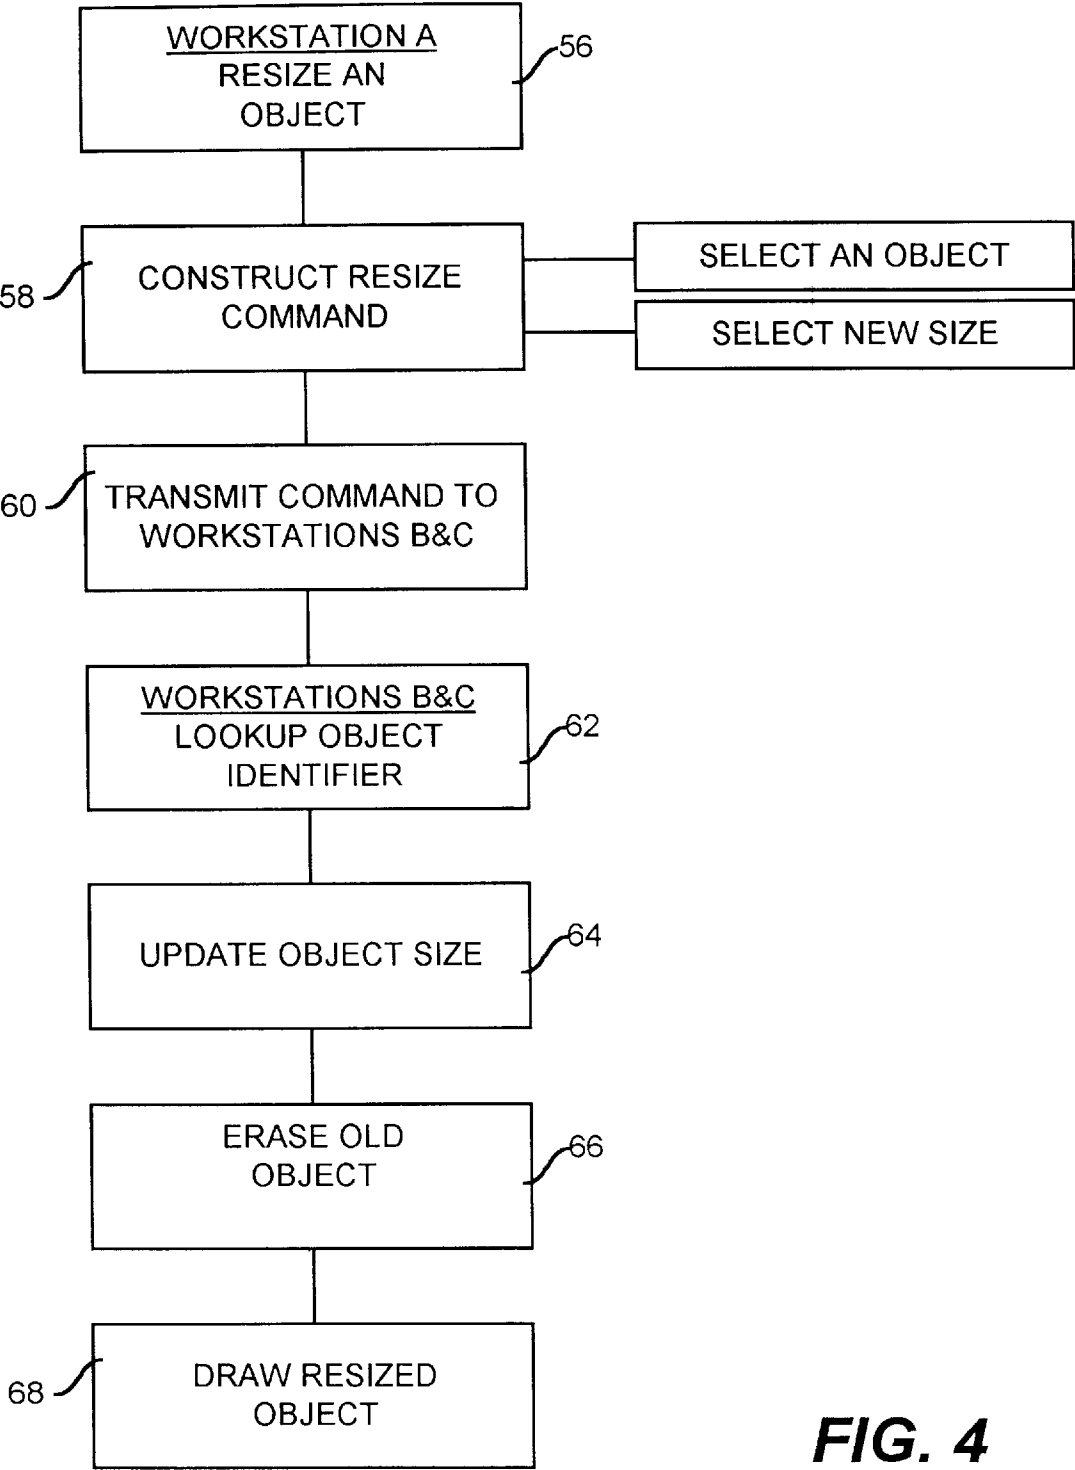 WORKSTATION A
RESIZE AN
OBJECT
56
CONSTRUCT RESIZE
COMMAND
58
SELECT AN OBJECT
SELECT NEW SIZE
TRANSMIT COMMAND TO
WORKSTATIONS B&C
60
WORKSTATIONS B&C
LOOKUP OBJECT
IDENTIFIER
62
UPDATE OBJECT SIZE
64
ERASE OLD
OBJECT
66
DRAW RESIZED
OBJECT
68
FIG. 4